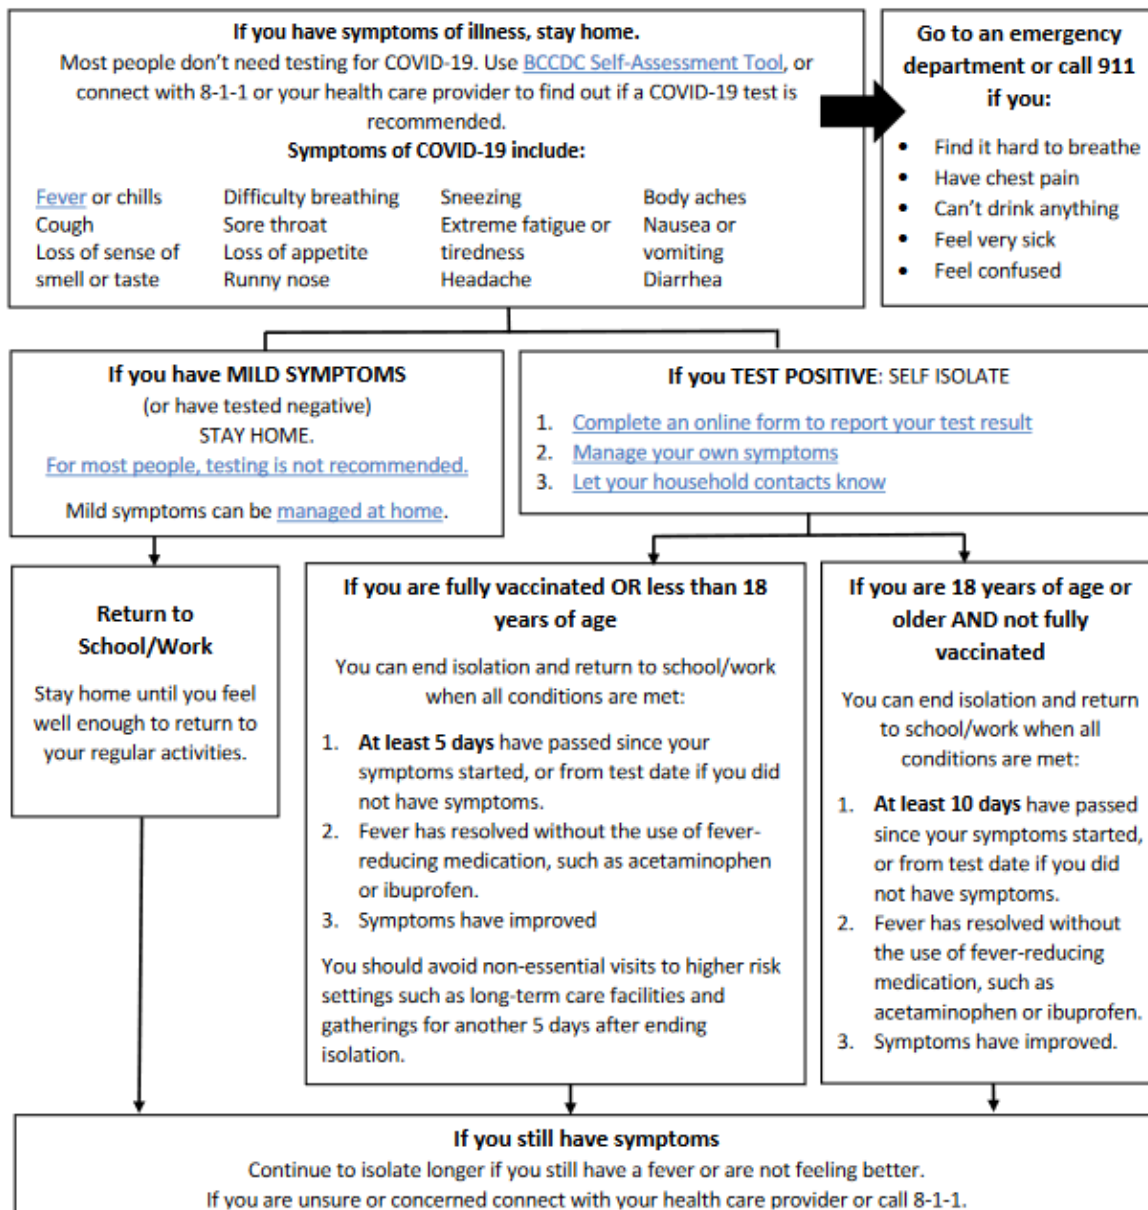 If you have symptoms of illness, stay home.
Most people don't need testing for COVID-19. Use BCCDC Self-Assessment Tool, or
connect with 8-1-1 or your health care provider to find out if a COVID-19 test is
recommended.
Symptoms of COVID-19 include:
Fever or chills
Cough
Loss of sense of
smell or taste
Difficulty breathing
Sore throat
Loss of appetite
Runny nose
Sneezing
Extreme fatigue or
tiredness
Headache
Body aches
Nausea or
vomiting
Diarrhea
Go to an emergency
department or call 911
if you:
• Find it hard to breathe
• Have chest pain
• Can't drink anything
• Feel very sick
• Feel confused
If you have MILD SYMPTOMS
(or have tested negative)
STAY HOME.
For most people, testing is not recommended.
Mild symptoms can be managed at home.
If you TEST POSITIVE: SELF ISOLATE
1. Complete an online form to report your test result
2. Manage your own symptoms
3. Let your household contacts know
Return to
School/Work
Stay home until you feel
well enough to return to
your regular activities.
If you are fully vaccinated OR less than 18
years of age
You can end isolation and return to school/work
when all conditions are met:
1. At least 5 days have passed since your
symptoms started, or from test date if you did
not have symptoms.
2. Fever has resolved without the use of fever-
reducing medication, such as acetaminophen
or ibuprofen.
3. Symptoms have improved
You should avoid non-essential visits to higher risk
settings such as long-term care facilities and
gatherings for another 5 days after ending
isolation.
If you are 18 years of age or
older AND not fully
vaccinated
You can end isolation and return
to school/work when all
conditions are met:
1. At least 10 days have passed
since your symptoms started,
or from test date if you did
not have symptoms.
2. Fever has resolved without
the use of fever-reducing
medication, such as
acetaminophen or ibuprofen.
3. Symptoms have improved.
If you still have symptoms
Continue to isolate longer if you still have a fever or are not feeling better.
If you are unsure or concerned connect with your health care provider or call 8-1-1.